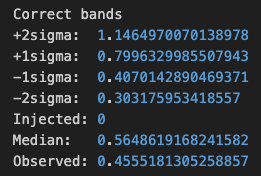 Correct bands
+2sigma:  1.1464970070138978
+1sigma:  0.7996329985507943
-1sigma:  0.4070142890469371
-2sigma:  0.303175953418557
Injected: 0
Median:   0.5648619168241582
Observed: 0.4555181305258857